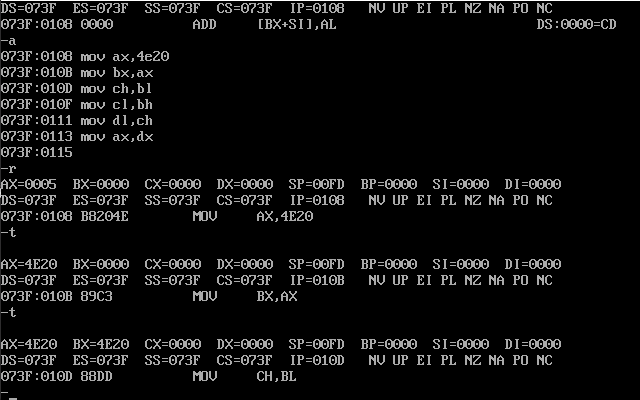 DS=073F  ES=073F  SS=073F  CS=073F  IP=0108   NV UP EI PL NZ NA PO NC
073F:0108 0000          ADD     [BX+SI],AL                         DS:0000=CD
-a
073F:0108 mov ax,4e20
073F:010B mov bx,ax
073F:010D mov ch,bl
073F:010F mov cl,bh
073F:0111 mov dl,ch
073F:0113 mov ax,dx
073F:0115
-r
AX=0005  BX=0000  CX=0000  DX=0000  SP=00FD  BP=0000  SI=0000  DI=0000
DS=073F  ES=073F  SS=073F  CS=073F  IP=0108   NV UP EI PL NZ NA PO NC
073F:0108 B8204E        MOV     AX,4E20
-t
AX=4E20  BX=0000  CX=0000  DX=0000  SP=00FD  BP=0000  SI=0000  DI=0000
DS=073F  ES=073F  SS=073F  CS=073F  IP=010B   NV UP EI PL NZ NA PO NC
073F:010B 89C3          MOV     BX,AX
-t
AX=4E20  BX=4E20  CX=0000  DX=0000  SP=00FD  BP=0000  SI=0000  DI=0000
DS=073F  ES=073F  SS=073F  CS=073F  IP=010D   NV UP EI PL NZ NA PO NC
073F:010D 88DD          MOV     CH,BL
-_